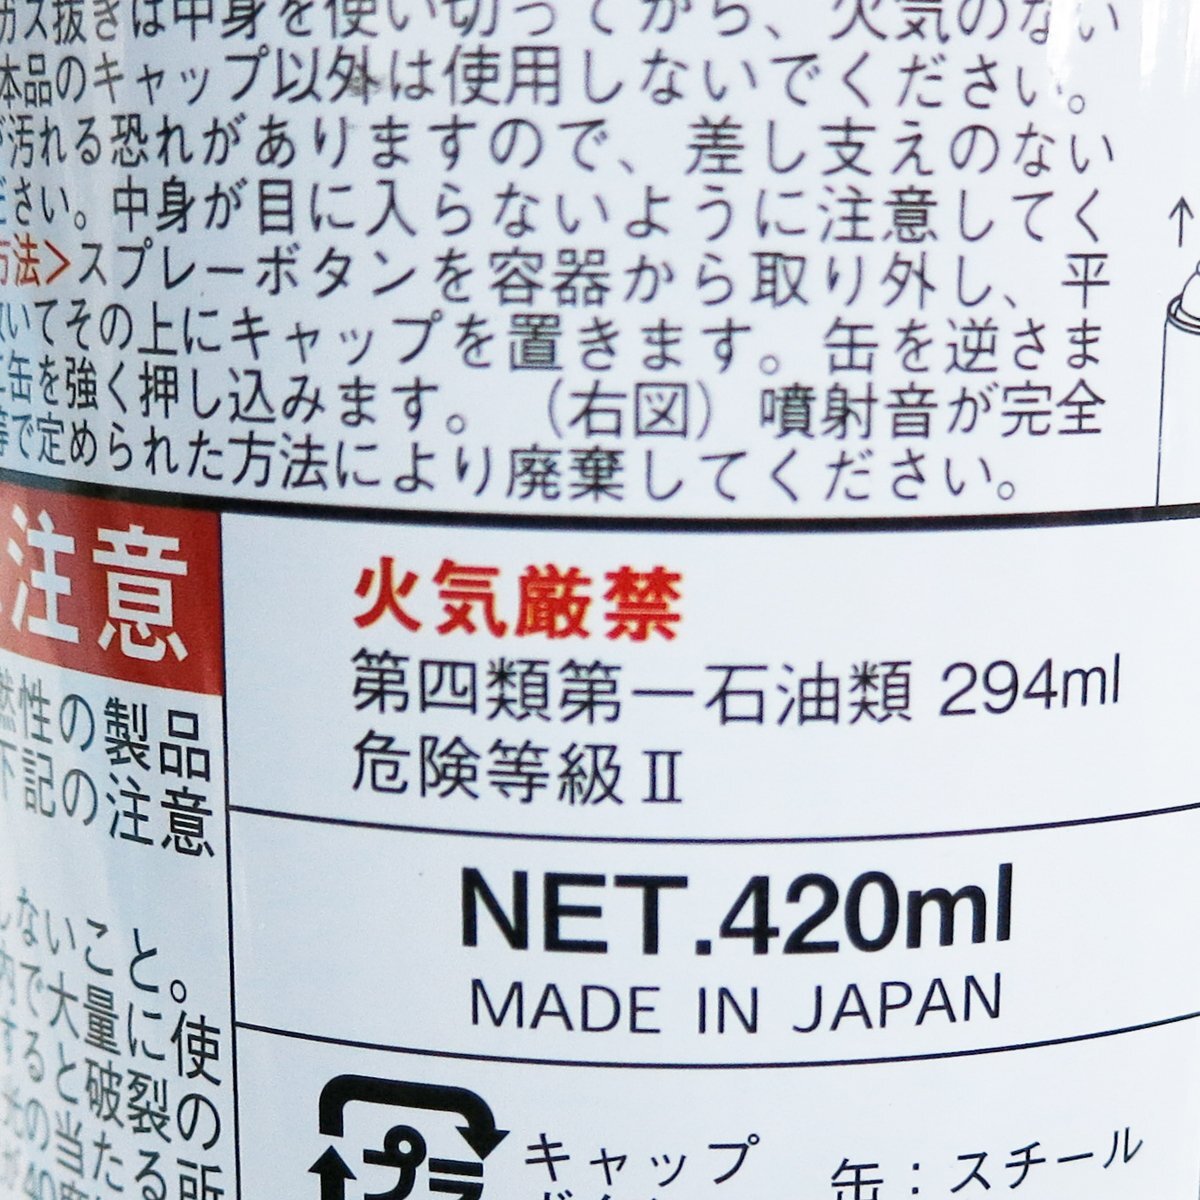 ガス抜きは中身を使い切ってから、火気のない
本品のキャップ以外は使用しないでください。
が汚れる恐れがありますので、差し支えのない
ださい。中身が目に入らないように注意してく
方法＞スプレーボタンを容器から取り外し、平
いてその上にキャップを置きます。缶を逆さま
に缶を強く押し込みます。（右図）噴射音が完全
等で定められた方法により廃棄してください。
注意
燃性の製品
下記の注意
しないこと。
内で大量に使
すると破裂の
光の当たる所
火気厳禁
第四類第一石油類 294ml
危険等級Ⅱ
NET.420ml
MADE IN JAPAN
プラ
キャップ
缶：スチール